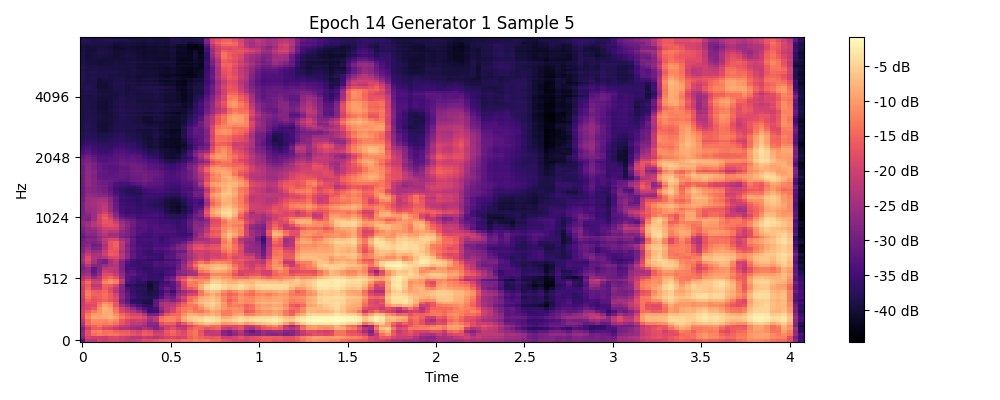 Epoch 14 Generator 1 Sample 5
Hz
4096
2048
1024
512
0
0
0.5
1
1.5
2
2.5
3
3.5
4
Time
-5 dB
-10 dB
-15 dB
-20 dB
-25 dB
-30 dB
-35 dB
-40 dB